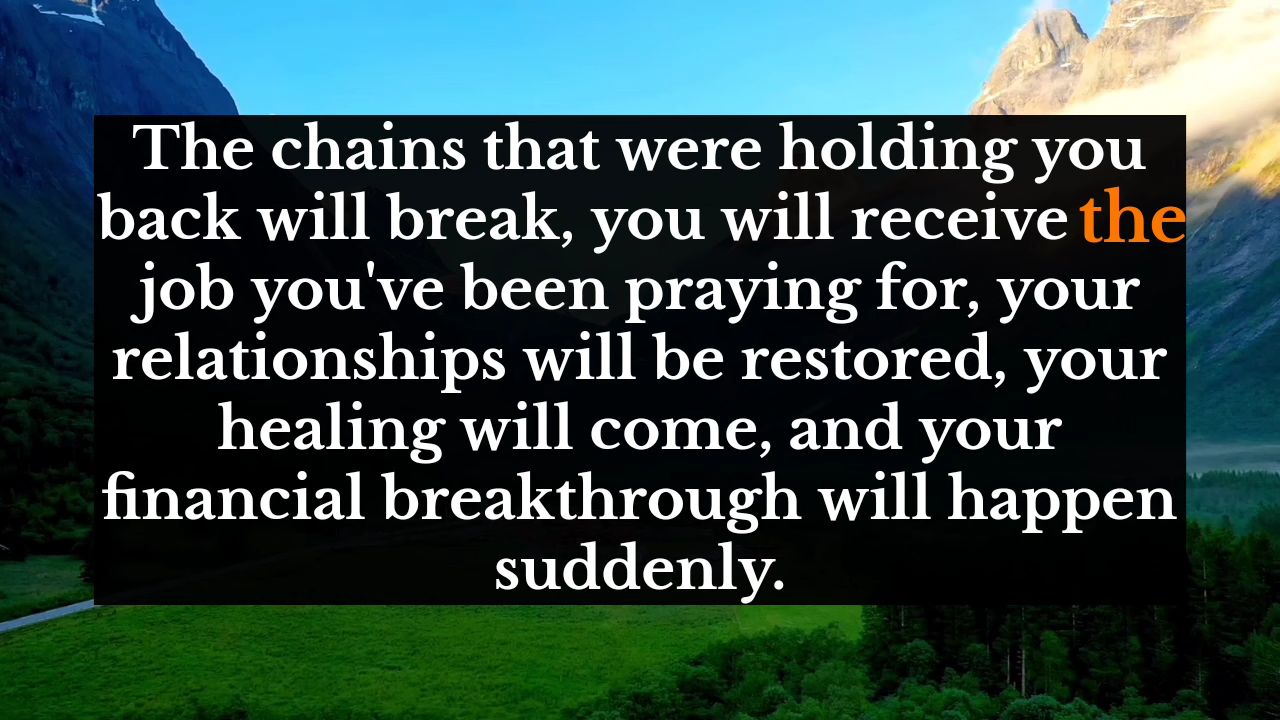 The chains that were holding you
back will break, you will receive the
job you've been praying for, your
relationships will be restored, your
healing will come, and your
financial breakthrough will happen
suddenly.